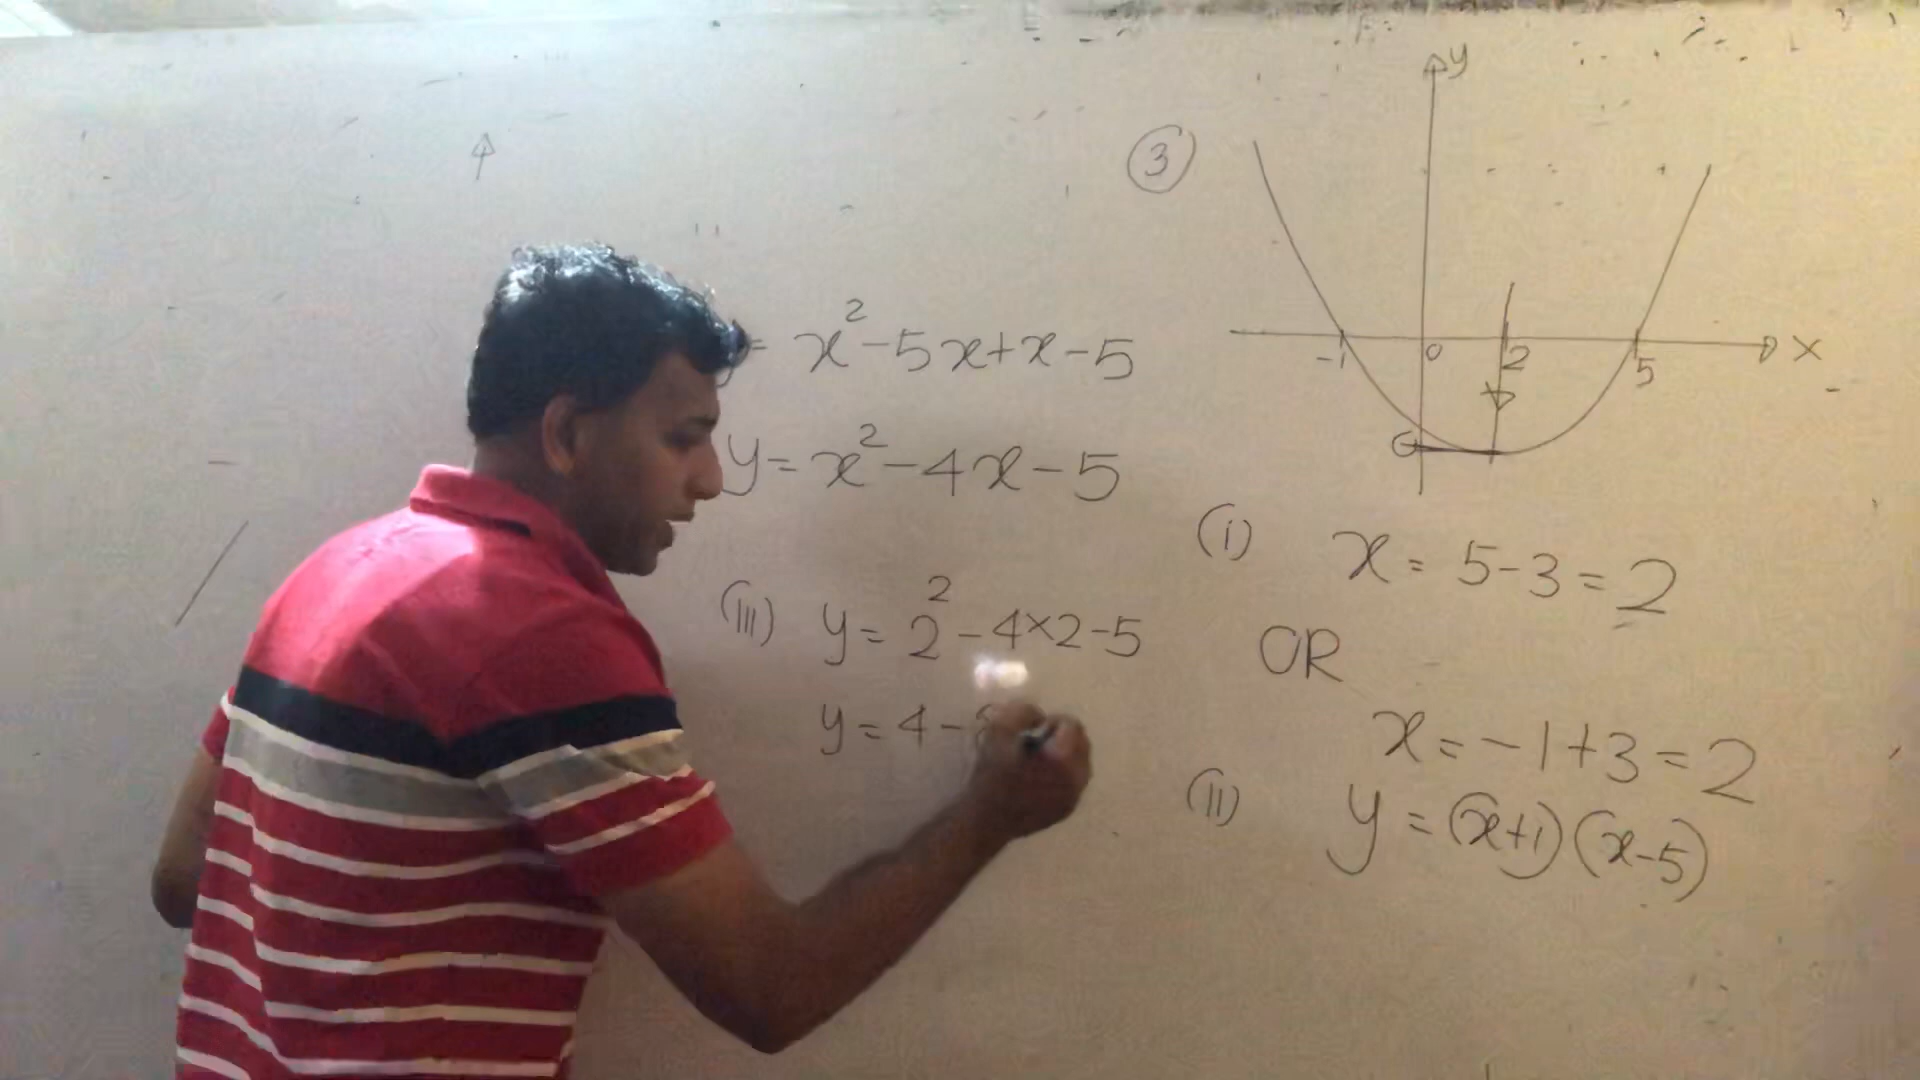 = x² - 5x + x - 5
y = x² - 4x - 5
(iii) y = 2² - 4×2 - 5
y = 4 -
③
y
-1 0 2 5 x
(i) x = 5 - 3 = 2
OR
x = -1 + 3 = 2
(ii) y = (x+1)(x-5)